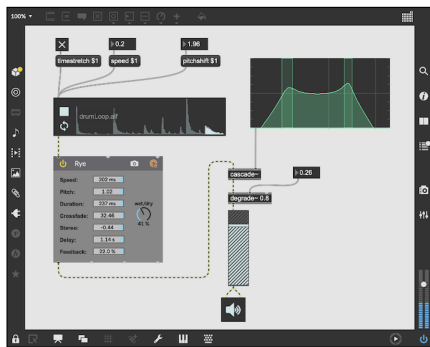 100%
0.2
1.96
timestretch $1
speed $1
pitchshift $1
drumLoop.aif
Rye
Speed: 202 ms
Pitch: 1.02
Duration: 237 ms
Crossfade: 32.46
Stereo: -0.44
Delay: 1.14 s
Feedback: 22.0 %
wet/dry
41 %
cascade~
0.26
degrade~ 0.8